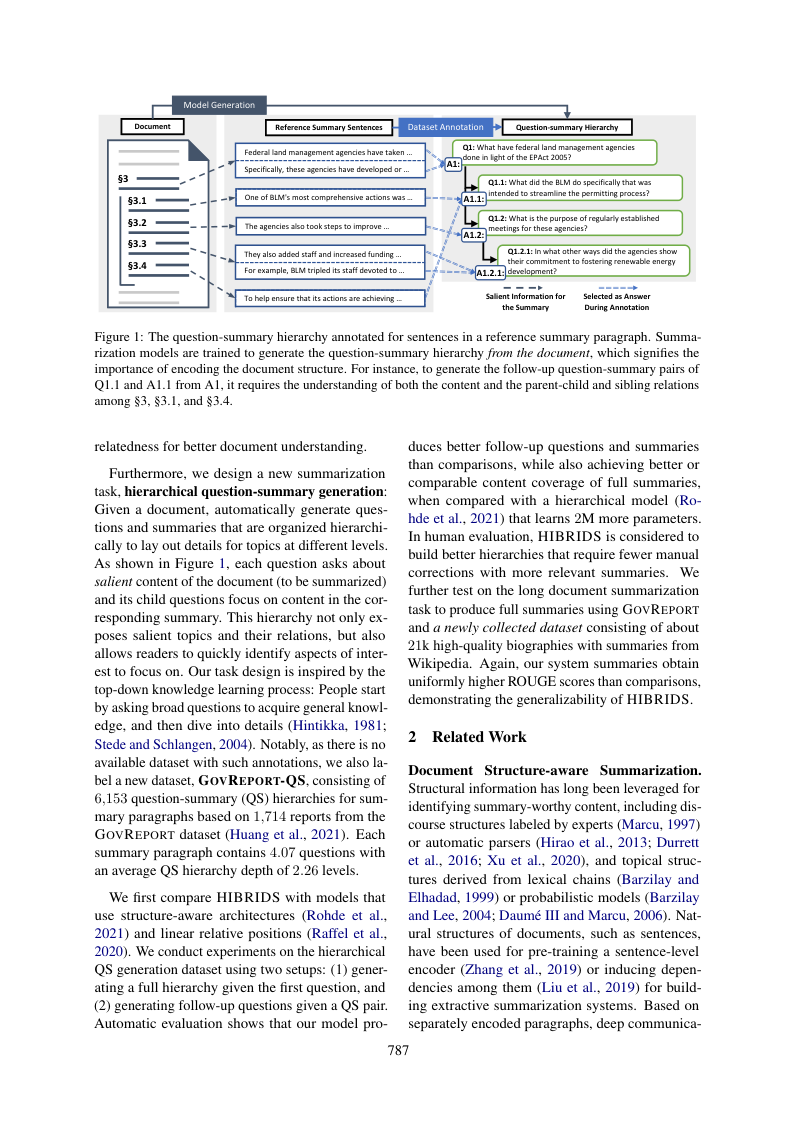 Model Generation
Document
Reference Summary Sentences
Dataset Annotation
Question-summary Hierarchy
§3
§3.1
§3.2
§3.3
§3.4
Federal land management agencies have taken ...
Specifically, these agencies have developed or ...
One of BLM's most comprehensive actions was ...
The agencies also took steps to improve ...
They also added staff and increased funding ...
For example, BLM tripled its staff devoted to ...
To help ensure that its actions are achieving ...
Q1: What have federal land management agencies
done in light of the EPAct 2005?
A1:
Q1.1: What did the BLM do specifically that was
intended to streamline the permitting process?
A1.1:
Q1.2: What is the purpose of regularly established
meetings for these agencies?
A1.2:
Q1.2.1: In what other ways did the agencies show
their commitment to fostering renewable energy
development?
A1.2.1:
Salient Information for
the Summary
Selected as Answer
During Annotation
Figure 1: The question-summary hierarchy annotated for sentences in a reference summary paragraph. Summa-
rization models are trained to generate the question-summary hierarchy from the document, which signifies the
importance of encoding the document structure. For instance, to generate the follow-up question-summary pairs of
Q1.1 and A1.1 from A1, it requires the understanding of both the content and the parent-child and sibling relations
among §3, §3.1, and §3.4.
relatedness for better document understanding.
Furthermore, we design a new summarization
task, hierarchical question-summary generation:
Given a document, automatically generate ques-
tions and summaries that are organized hierarchi-
cally to lay out details for topics at different levels.
As shown in Figure 1, each question asks about
salient content of the document (to be summarized)
and its child questions focus on content in the cor-
responding summary. This hierarchy not only ex-
poses salient topics and their relations, but also
allows readers to quickly identify aspects of inter-
est to focus on. Our task design is inspired by the
top-down knowledge learning process: People start
by asking broad questions to acquire general knowl-
edge, and then dive into details (Hintikka, 1981;
Stede and Schlangen, 2004). Notably, as there is no
available dataset with such annotations, we also la-
bel a new dataset, GOVREPORT-QS, consisting of
6,153 question-summary (QS) hierarchies for sum-
mary paragraphs based on 1,714 reports from the
GOVREPORT dataset (Huang et al., 2021). Each
summary paragraph contains 4.07 questions with
an average QS hierarchy depth of 2.26 levels.
We first compare HIBRIDS with models that
use structure-aware architectures (Rohde et al.,
2021) and linear relative positions (Raffel et al.,
2020). We conduct experiments on the hierarchical
QS generation dataset using two setups: (1) gener-
ating a full hierarchy given the first question, and
(2) generating follow-up questions given a QS pair.
Automatic evaluation shows that our model pro-
duces better follow-up questions and summaries
than comparisons, while also achieving better or
comparable content coverage of full summaries,
when compared with a hierarchical model (Ro-
hde et al., 2021) that learns 2M more parameters.
In human evaluation, HIBRIDS is considered to
build better hierarchies that require fewer manual
corrections with more relevant summaries. We
further test on the long document summarization
task to produce full summaries using GOVREPORT
and a newly collected dataset consisting of about
21k high-quality biographies with summaries from
Wikipedia. Again, our system summaries obtain
uniformly higher ROUGE scores than comparisons,
demonstrating the generalizability of HIBRIDS.
2 Related Work
Document Structure-aware Summarization.
Structural information has long been leveraged for
identifying summary-worthy content, including dis-
course structures labeled by experts (Marcu, 1997)
or automatic parsers (Hirao et al., 2013; Durrett
et al., 2016; Xu et al., 2020), and topical struc-
tures derived from lexical chains (Barzilay and
Elhadad, 1999) or probabilistic models (Barzilay
and Lee, 2004; Daumé III and Marcu, 2006). Nat-
ural structures of documents, such as sentences,
have been used for pre-training a sentence-level
encoder (Zhang et al., 2019) or inducing depen-
dencies among them (Liu et al., 2019) for build-
ing extractive summarization systems. Based on
separately encoded paragraphs, deep communica-
787